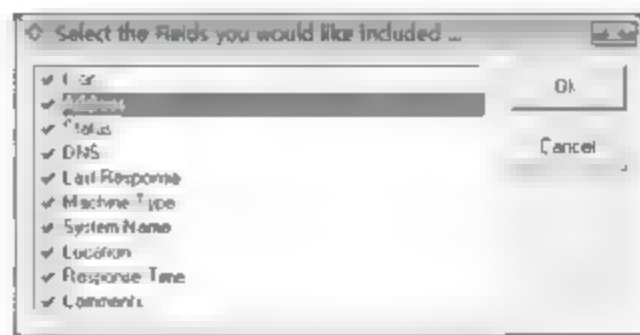 Select the Fields you would like included ...
Address
Status
DNS
Last Response
Machine Type
System Name
Location
Response Time
Comments
Ok
Cancel